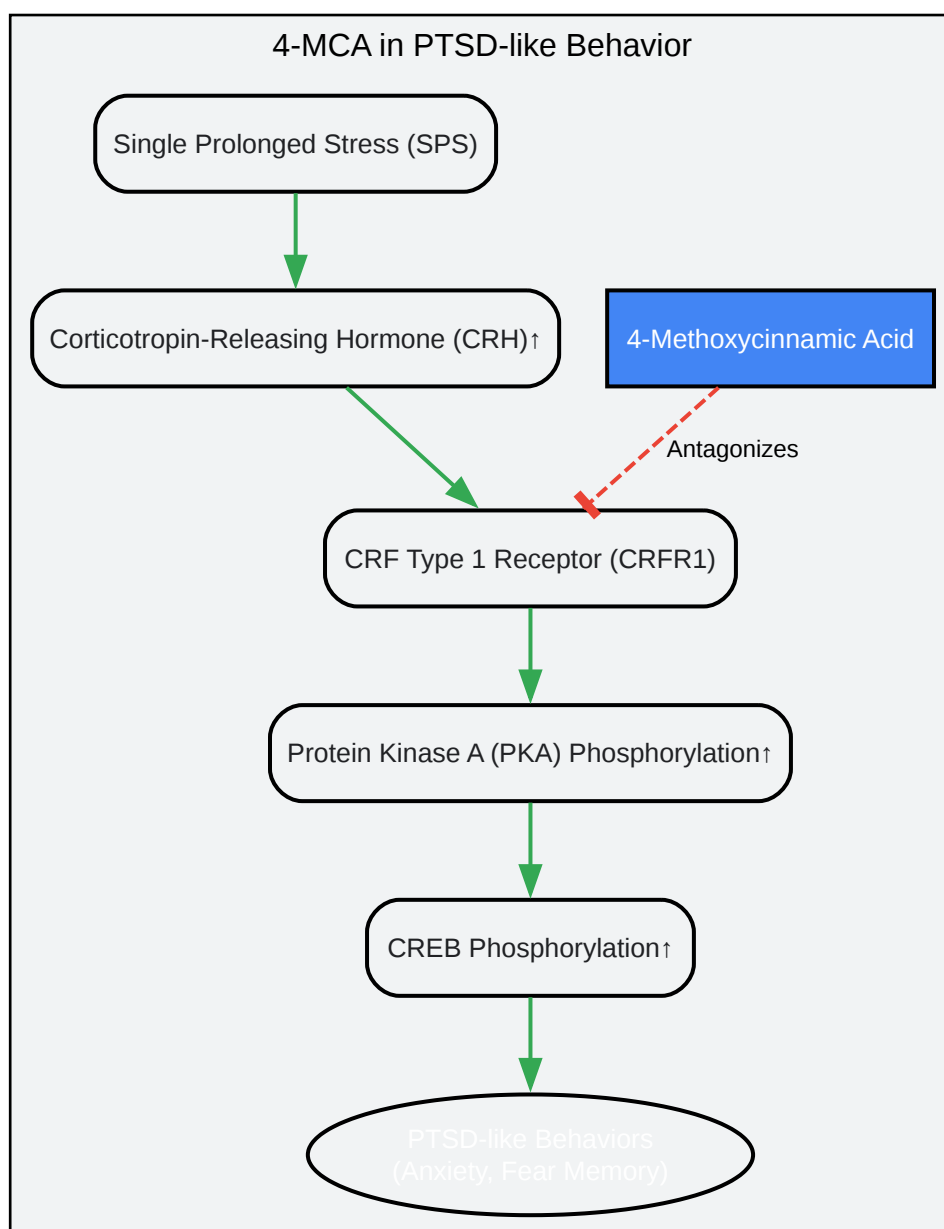 4-MCA in PTSD-like Behavior
Single Prolonged Stress (SPS)
Corticotropin-Releasing Hormone (CRH)↑
4-Methoxycinnamic Acid
Antagonizes
CRF Type 1 Receptor (CRFR1)
Protein Kinase A (PKA) Phosphorylation↑
CREB Phosphorylation↑
PTSD-like Behaviors
(Anxiety, Fear Memory)